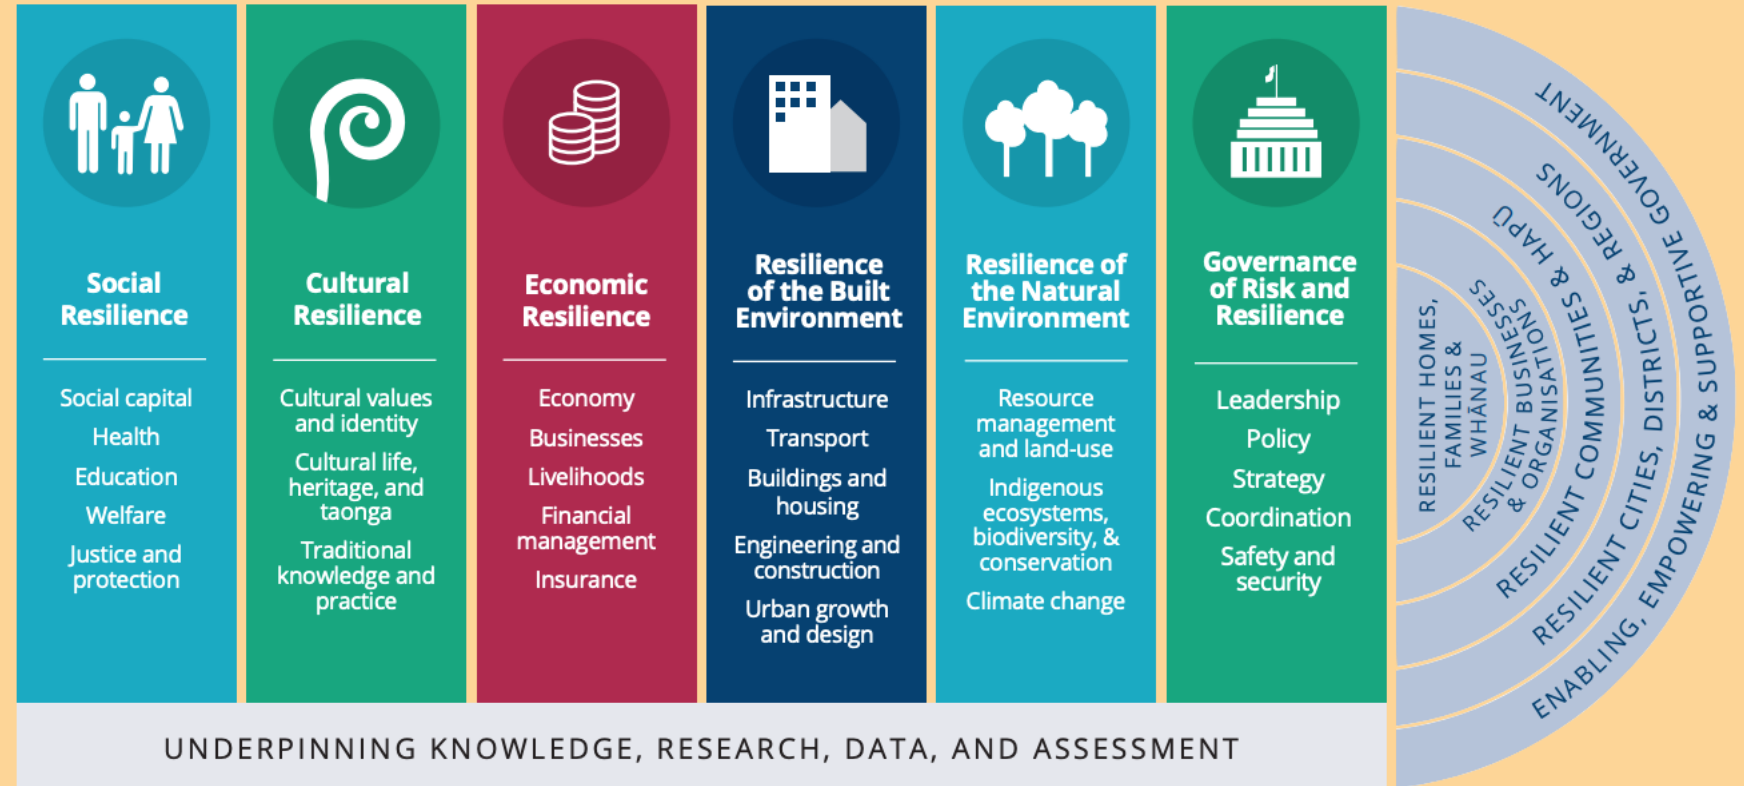 Social
Resilience
Social capital
Health
Education
Welfare
Justice and
protection
Cultural
Resilience
Cultural values
and identity
Cultural life,
heritage, and
taonga
Traditional
knowledge and
practice
Economic
Resilience
Economy
Businesses
Livelihoods
Financial
management
Insurance
Resilience
of the Built
Environment
Infrastructure
Transport
Buildings and
housing
Engineering and
construction
Urban growth
and design
Resilience of
the Natural
Environment
Resource
management
and land-use
Indigenous
ecosystems,
biodiversity, &
conservation
Climate change
Governance
of Risk and
Resilience
Leadership
Policy
Strategy
Coordination
Safety and
security
UNDERPINNING KNOWLEDGE, RESEARCH, DATA, AND ASSESSMENT
RESILIENT HOMES,
FAMILIES &
WHĀNAU
RESILIENT BUSINESSES
& ORGANISATIONS
RESILIENT COMMUNITIES & HAPŪ
RESILIENT CITIES, DISTRICTS, & REGIONS
ENABLING, EMPOWERING & SUPPORTIVE GOVERNMENT